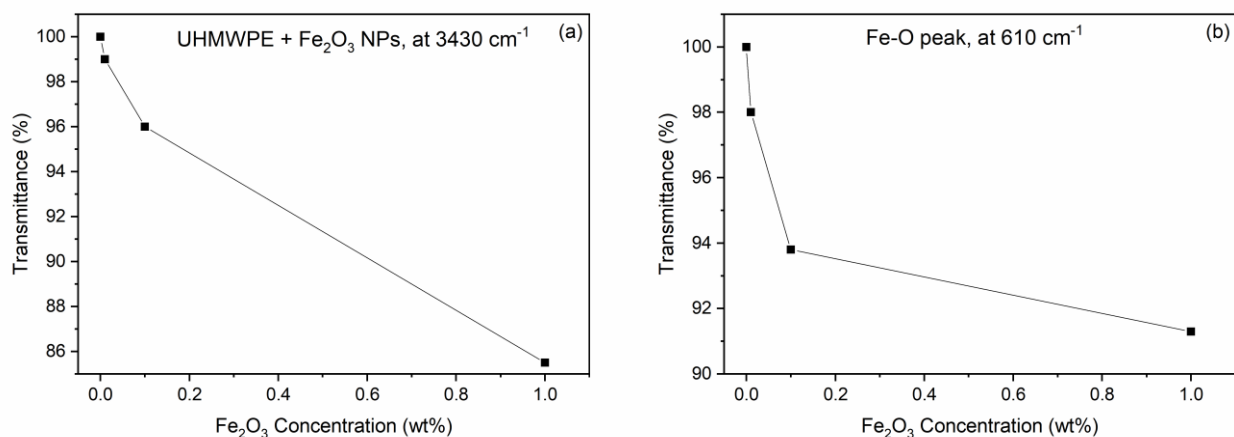 UHMWPE + Fe₂O₃ NPs, at 3430 cm⁻¹ (a)
100
98
96
94
92
90
88
86
Transmittance (%)
0.0 0.2 0.4 0.6 0.8 1.0
Fe₂O₃ Concentration (wt%)
Fe-O peak, at 610 cm⁻¹ (b)
100
98
96
94
92
90
Transmittance (%)
0.0 0.2 0.4 0.6 0.8 1.0
Fe₂O₃ Concentration (wt%)